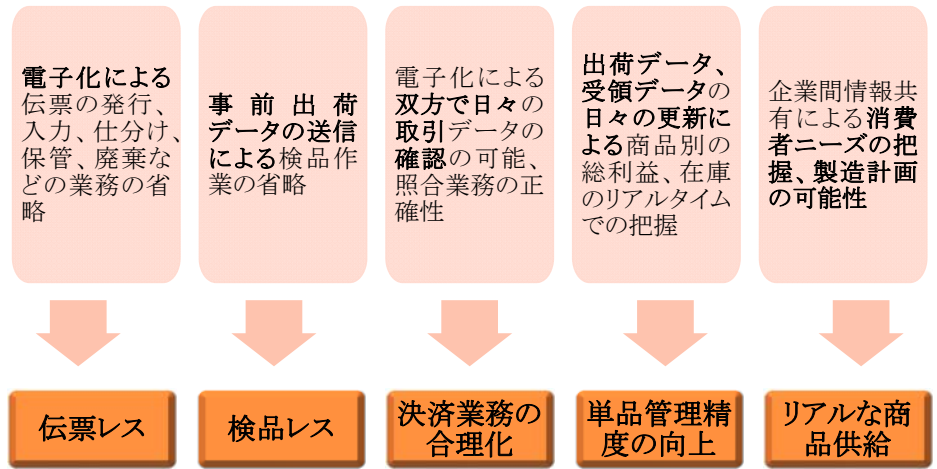 電子化による
伝票の発行、
入力、仕分け、
保管、廃棄な
どの業務の省
略
事前出荷
データの送信
による検品作
業の省略
電子化による
双方で日々の
取引データの
確認の可能、
照合業務の正
確性
出荷データ、
受領データの
日々の更新に
よる商品別の
総利益、在庫
のリアルタイム
での把握
企業間情報共
有による消費
者ニーズの把
握、製造計画
の可能性
伝票レス
検品レス
決済業務の
合理化
単品管理精
度の向上
リアルな商
品供給